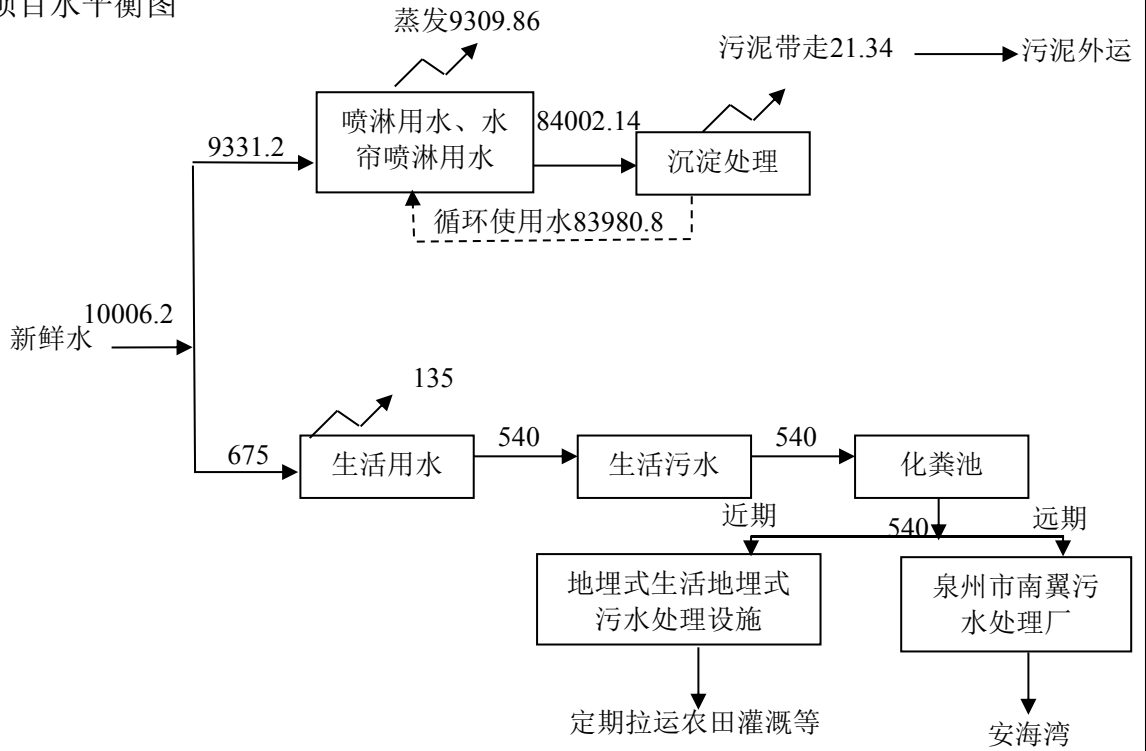 项目水平衡图
蒸发9309.86
污泥带走21.34
污泥外运
喷淋用水、水
帘喷淋用水
9331.2
84002.14
沉淀处理
循环使用水83980.8
10006.2
新鲜水
135
675
生活用水
540
生活污水
540
化粪池
近期
540
远期
地埋式生活地埋式
污水处理设施
泉州市南翼污
水处理厂
定期拉运农田灌溉等
安海湾